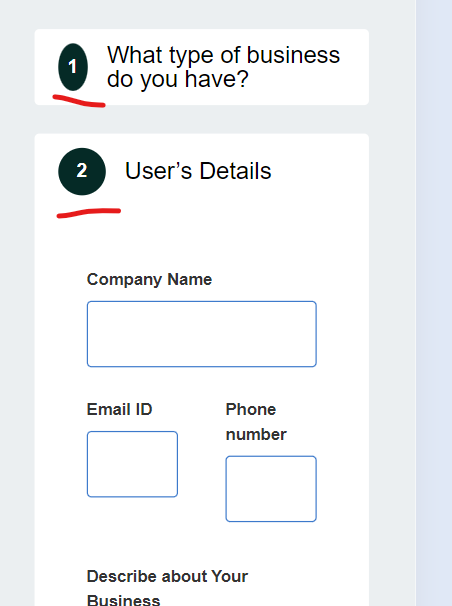 1
What type of business
do you have?
2
User’s Details
Company Name
Email ID
Phone
number
Describe about Your
Business